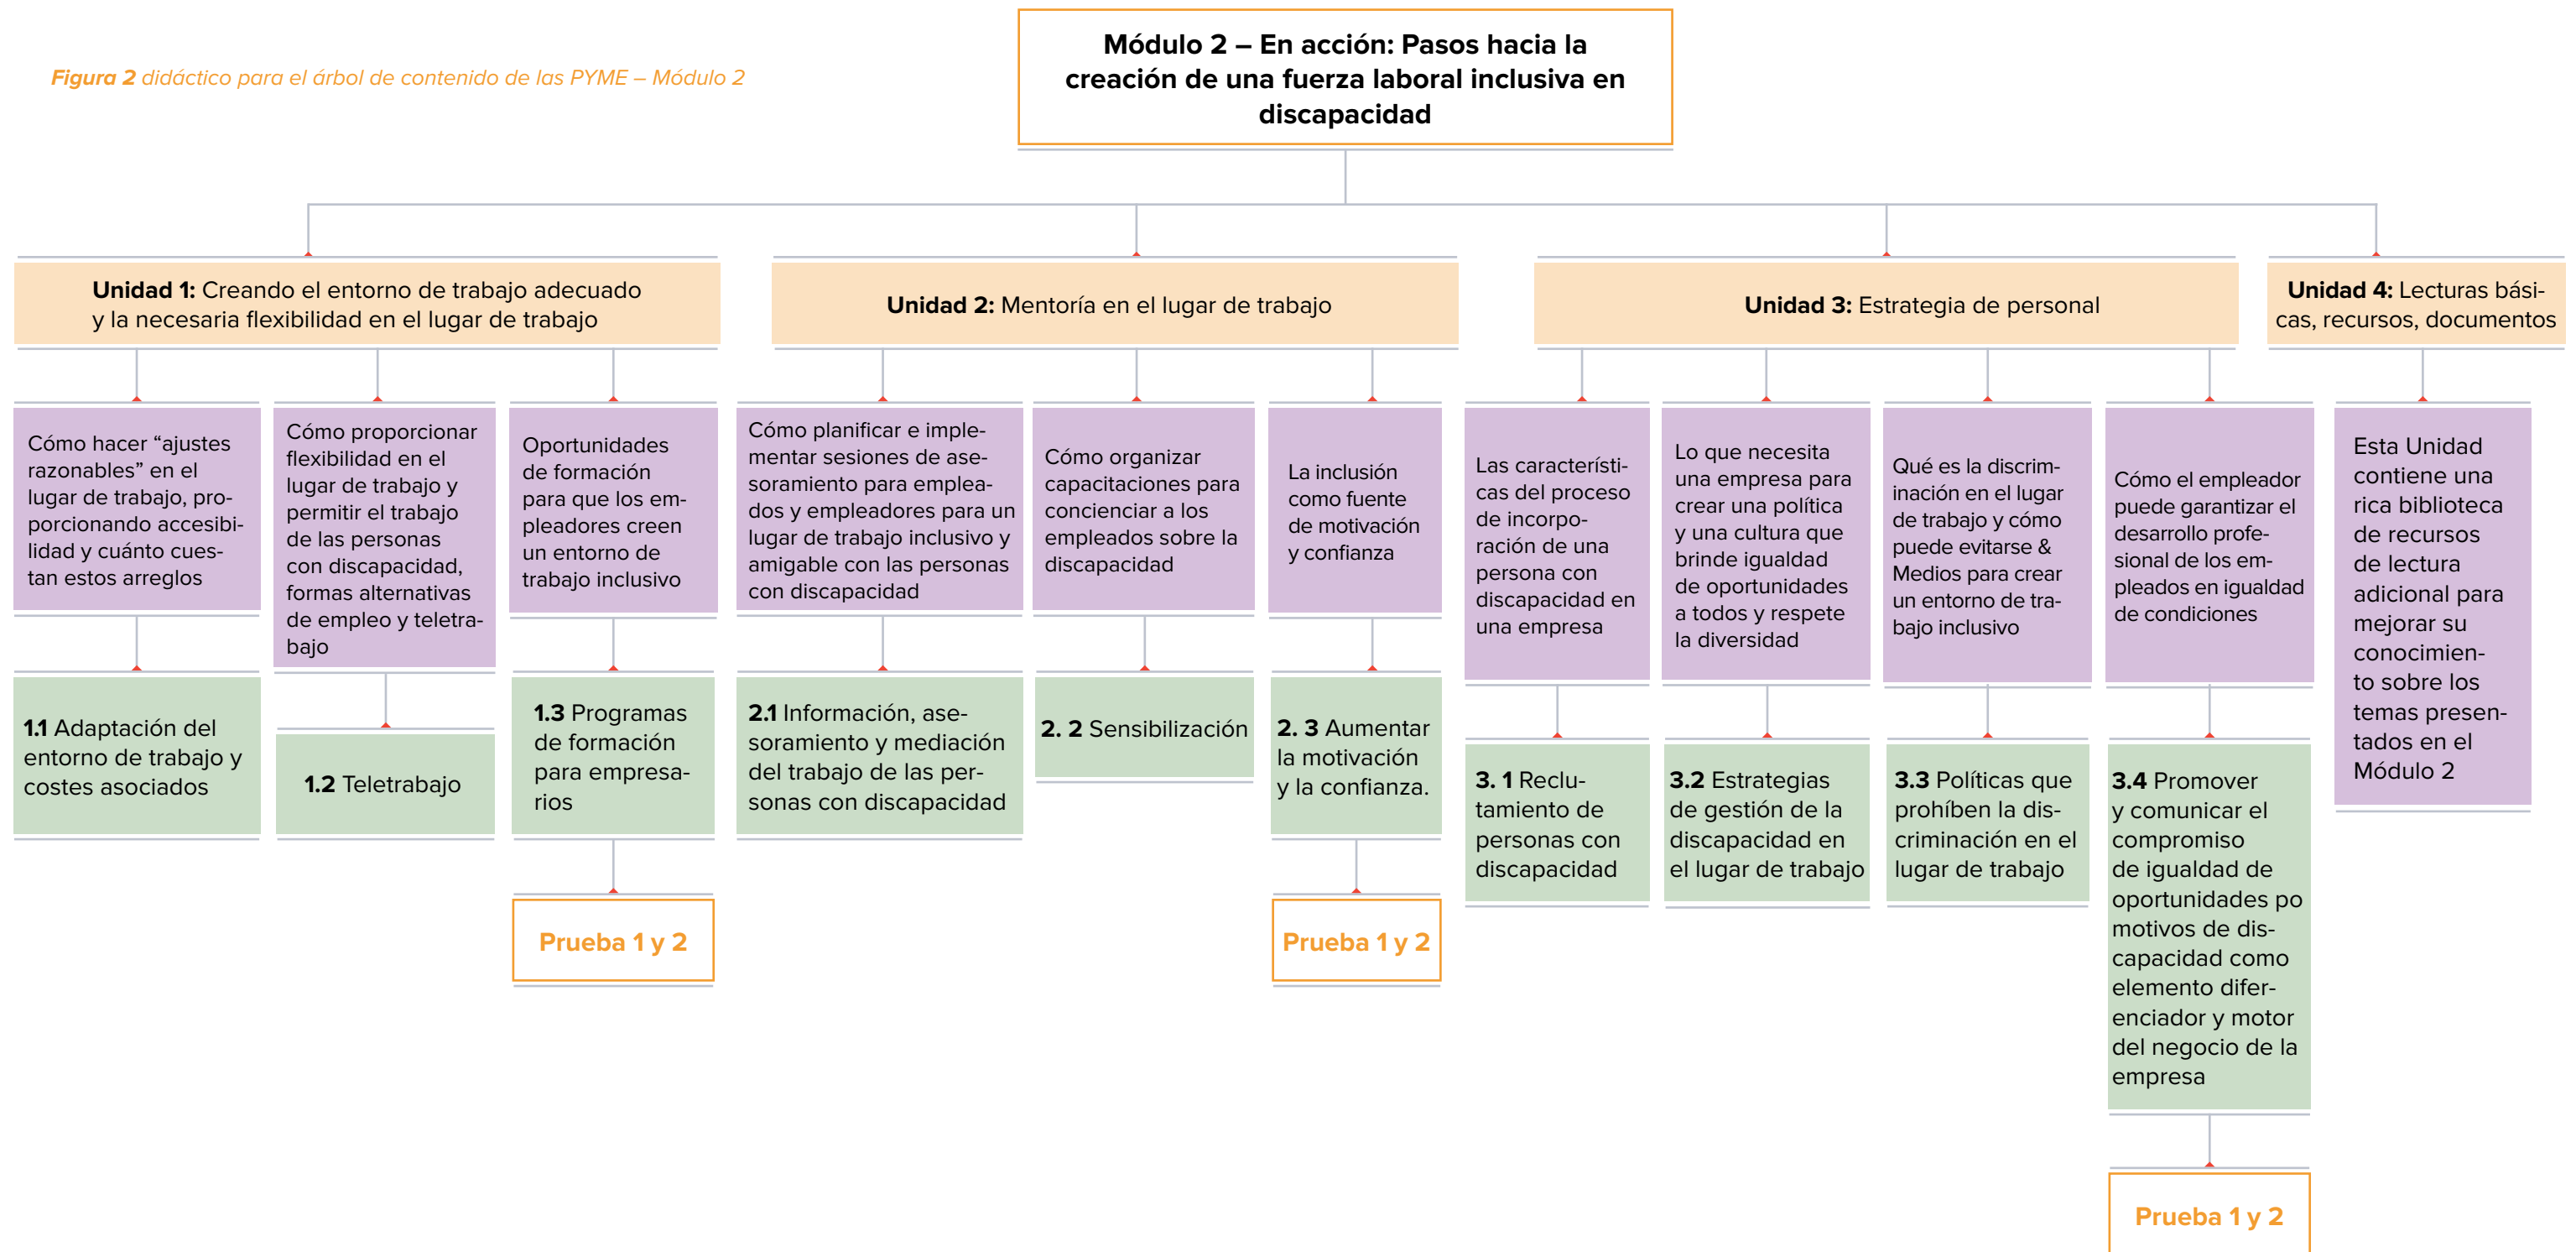 Figura 2 didáctico para el árbol de contenido de las PYME – Módulo 2
Módulo 2 – En acción: Pasos hacia la
creación de una fuerza laboral inclusiva en
discapacidad
Unidad 1: Creando el entorno de trabajo adecuado
y la necesaria flexibilidad en el lugar de trabajo
Unidad 2: Mentoría en el lugar de trabajo
Unidad 3: Estrategia de personal
Unidad 4: Lecturas bási-
cas, recursos, documentos
Cómo hacer “ajustes
razonables” en el
lugar de trabajo, pro-
porcionando accesibi-
lidad y cuánto cues-
tan estos arreglos
Cómo proporcionar
flexibilidad en el
lugar de trabajo y
permitir el trabajo
de las personas
con discapacidad,
formas alternativas
de empleo y teletra-
bajo
Oportunidades
de formación
para que los em-
pleadores creen
un entorno de
trabajo inclusivo
Cómo planificar e imple-
mentar sesiones de ase-
soramiento para emplea-
dos y empleadores para un
lugar de trabajo inclusivo y
amigable con las personas
con discapacidad
Cómo organizar
capacitaciones para
concienciar a los
empleados sobre la
discapacidad
La inclusión
como fuente
de motivación
y confianza
Las característi-
cas del proceso
de incorpo-
ración de una
persona con
discapacidad en
una empresa
Lo que necesita
una empresa para
crear una política
y una cultura que
brinde igualdad
de oportunidades
a todos y respete
la diversidad
Qué es la discrim-
inación en el lugar
de trabajo y cómo
puede evitarse &
Medios para crear
un entorno de tra-
bajo inclusivo
Cómo el empleador
puede garantizar el
desarrollo profe-
sional de los em-
pleados en igualdad
de condiciones
Esta Unidad
contiene una
rica biblioteca
de recursos
de lectura
adicional para
mejorar su
conocimien-
to sobre los
temas presen-
tados en el
Módulo 2
1.1 Adaptación del
entorno de trabajo y
costes asociados
1.2 Teletrabajo
1.3 Programas
de formación
para empresa-
rios
2.1 Información, ase-
soramiento y mediación
del trabajo de las per-
sonas con discapacidad
2. 2 Sensibilización
2. 3 Aumentar
la motivación
y la confianza.
3. 1 Reclu-
tamiento de
personas con
discapacidad
3.2 Estrategias
de gestión de la
discapacidad en
el lugar de trabajo
3.3 Políticas que
prohíben la dis-
criminación en el
lugar de trabajo
3.4 Promover
y comunicar el
compromiso
de igualdad de
oportunidades po
motivos de dis-
capacidad como
elemento difer-
enciador y motor
del negocio de la
empresa
Prueba 1 y 2
Prueba 1 y 2
Prueba 1 y 2